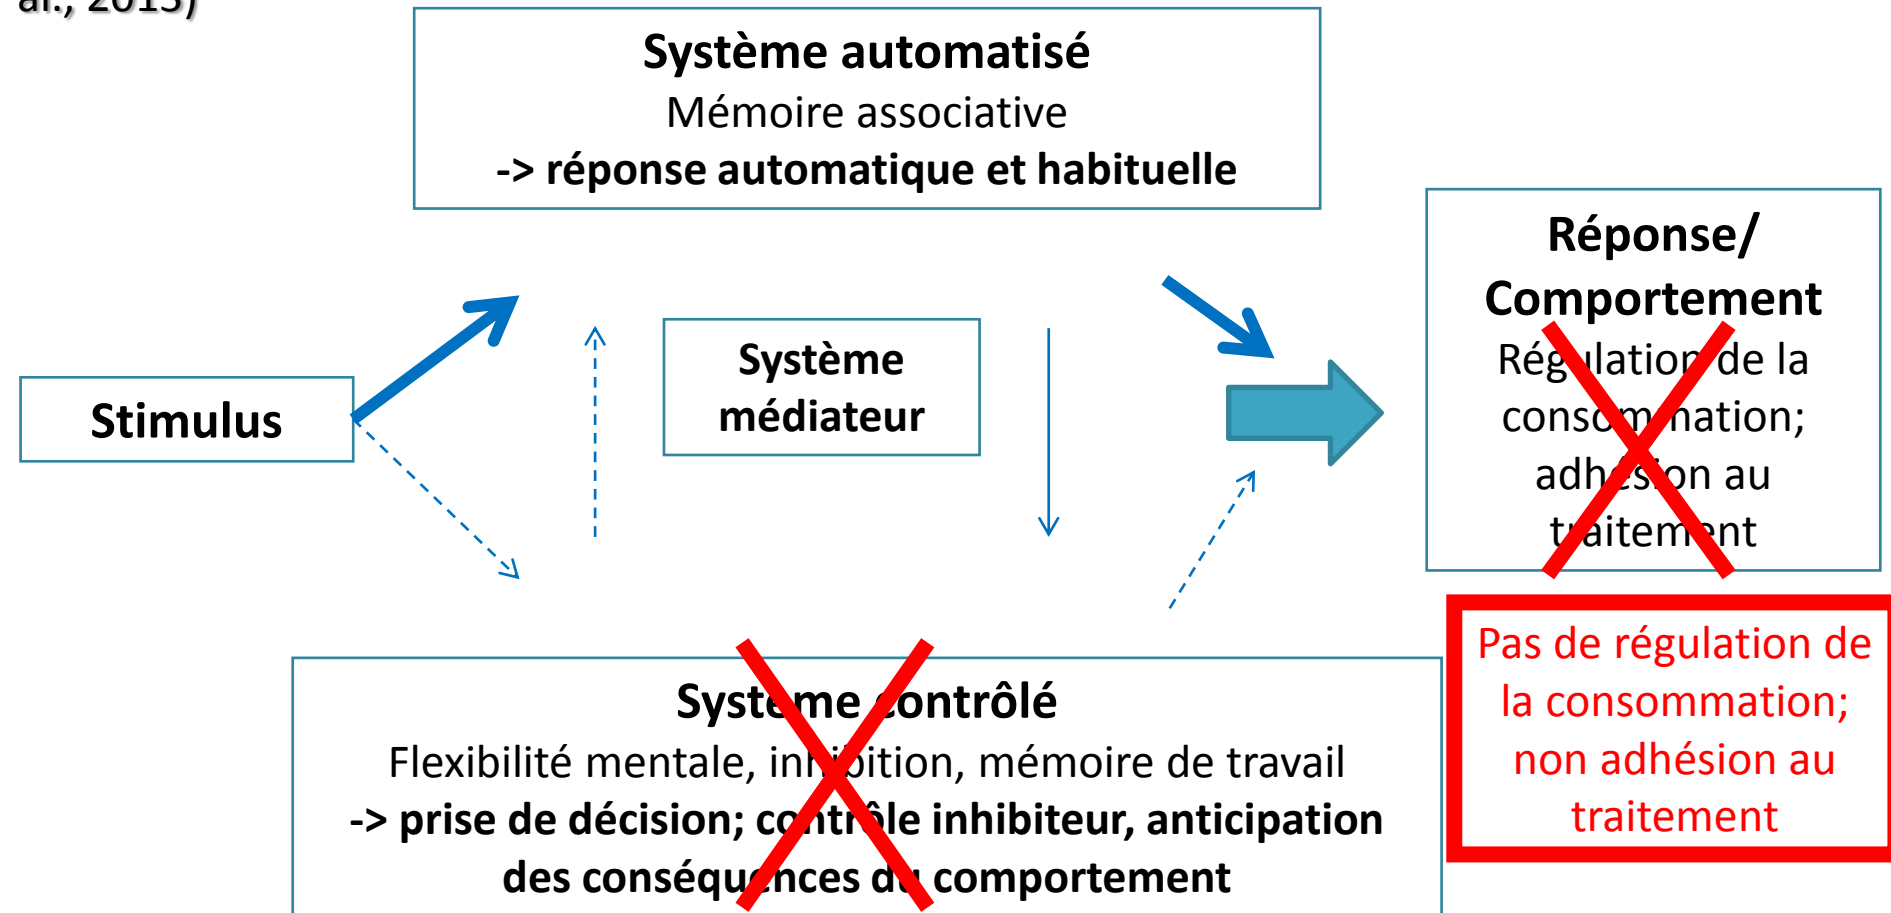 al., 2013)
Système automatisé
Mémoire associative
-> réponse automatique et habituelle
Réponse/
Comportement
Régulation de la
consommation;
adhésion au
traitement
Système
médiateur
Stimulus
Pas de régulation de
la consommation;
non adhésion au
traitement
Système contrôlé
Flexibilité mentale, inhibition, mémoire de travail
-> prise de décision; contrôle inhibiteur, anticipation
des conséquences du comportement